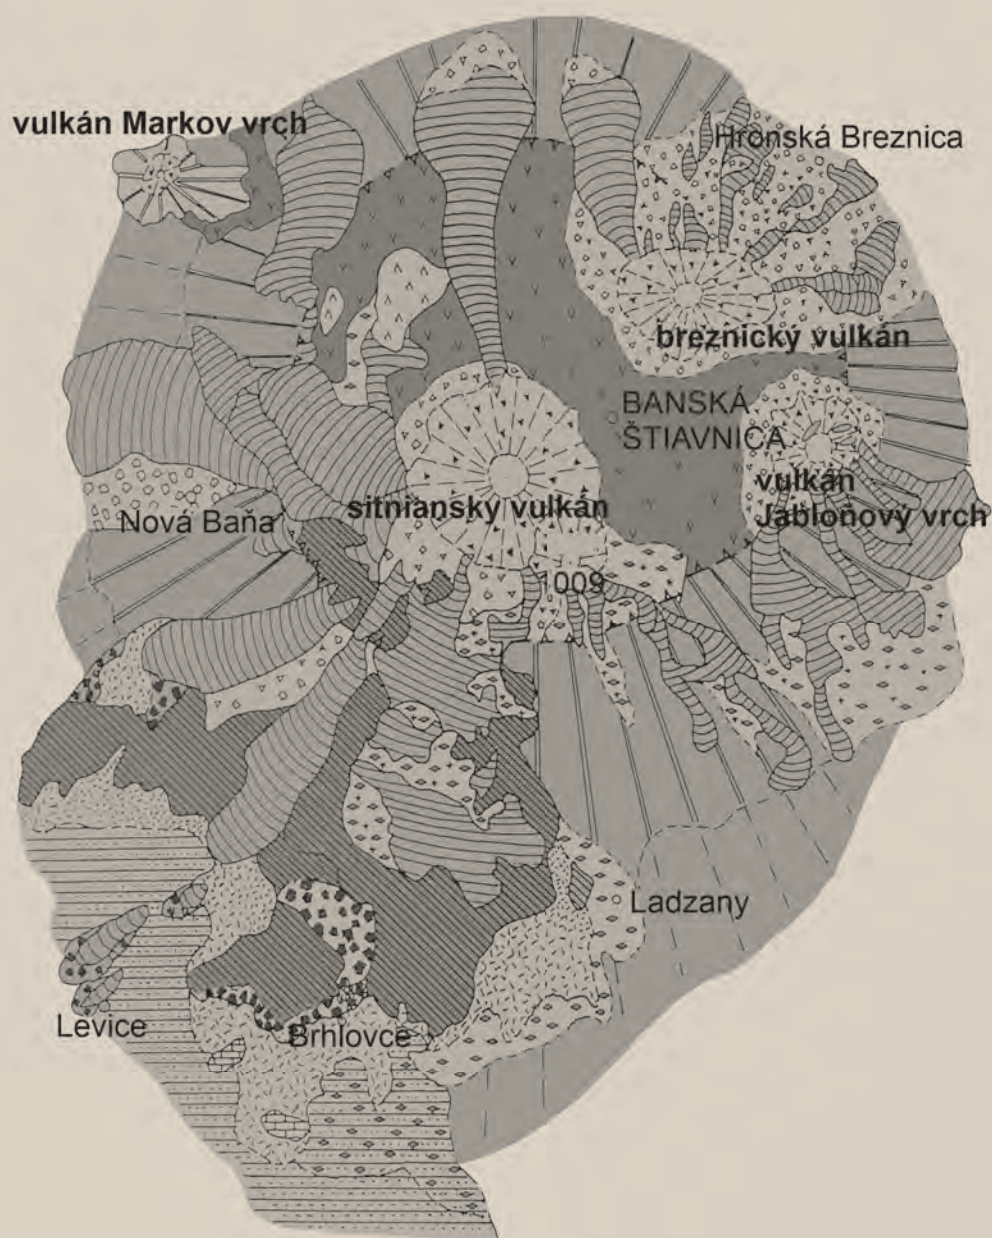 vulkán Markov vrch
Hronská Breznica
breznický vulkán
BANSKÁ
ŠTIAVNICA
vulkán
Jabloňový vrch
sitniansky vulkán
Nová Baňa
1009
Ladzany
Levice
Brhlovce